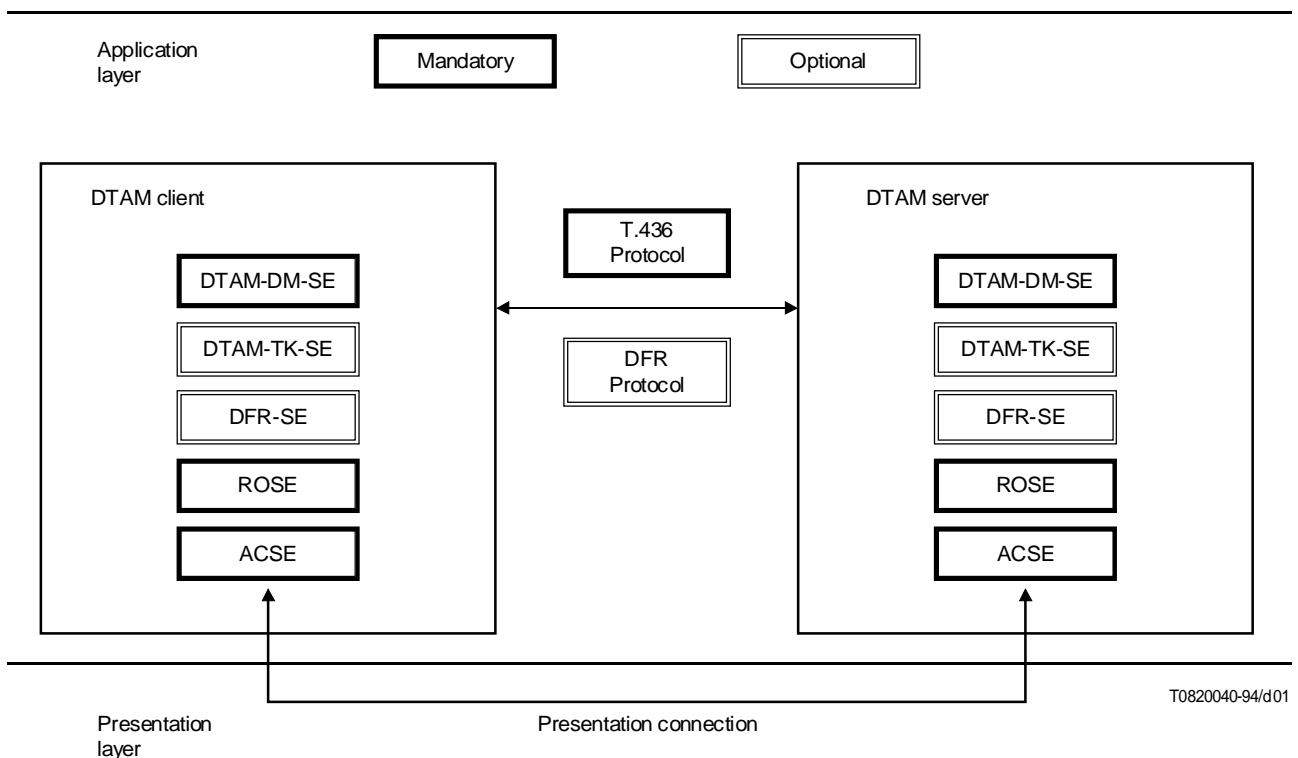 Application
layer
Mandatory
Optional
DTAM client
DTAM server
T.436
Protocol
DTAM-DM-SE
DTAM-DM-SE
DTAM-TK-SE
DTAM-TK-SE
DFR
Protocol
DFR-SE
DFR-SE
ROSE
ROSE
ACSE
ACSE
T0820040-94/d01
Presentation
layer
Presentation connection